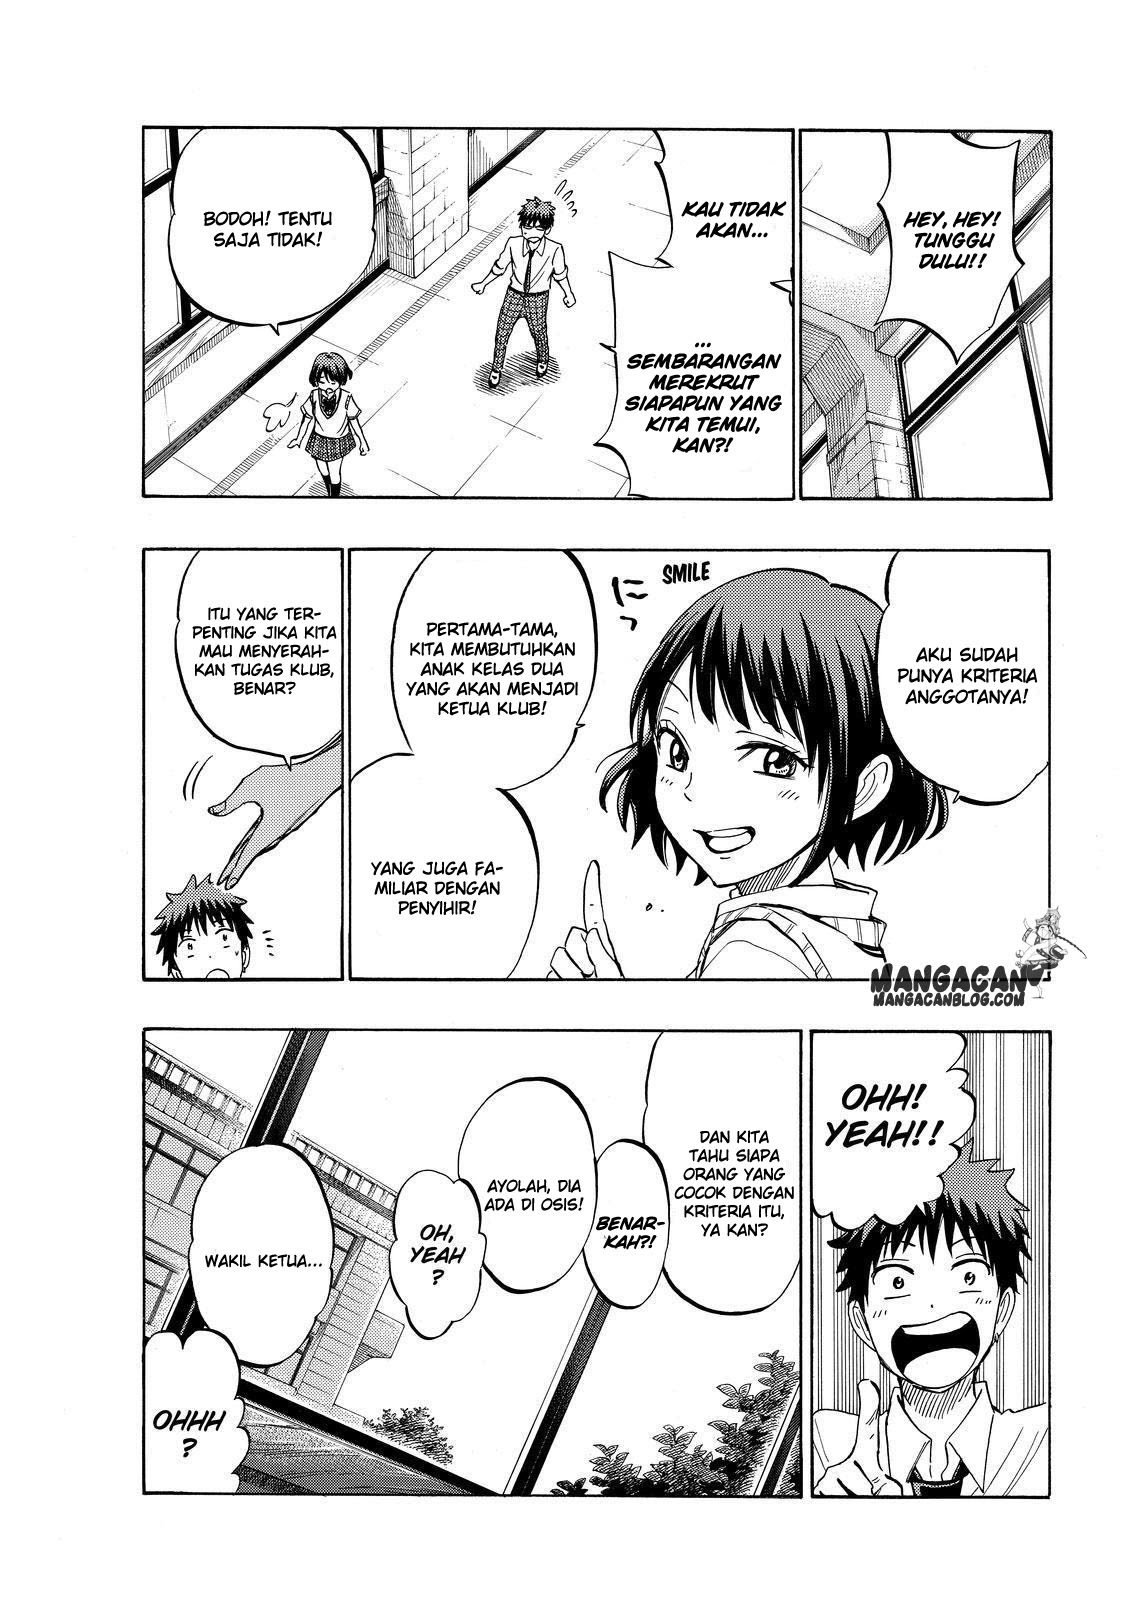 HEY, HEY!
TUNGGU
DULU!!
KAU TIDAK
AKAN...
...
SEMBARANGAN
MEREKRUT
SIAPAPUN YANG
KITA TEMUI,
KAN?!
BODOH! TENTU
SAJA TIDAK!
AKU SUDAH
PUNYA KRITERIA
ANGGOTANYA!
SMILE
にっ
PERTAMA-TAMA,
KITA MEMBUTUHKAN
ANAK KELAS DUA
YANG AKAN MENJADI
KETUA KLUB!
YANG JUGA FA-
MILIAR DENGAN
PENYIHIR!
ITU YANG TER-
PENTING JIKA KITA
MAU MENYERAH-
KAN TUGAS KLUB,
BENAR?
MANGACAN
MANGACANBLOG.COM
OHH!
YEAH!!
DAN KITA
TAHU SIAPA
ORANG YANG
COCOK DENGAN
KRITERIA ITU,
YA KAN?
BENAR-
KAH?!
AYOLAH, DIA
ADA DI OSIS!
OH,
YEAH
?
WAKIL KETUA...
OHHH
?